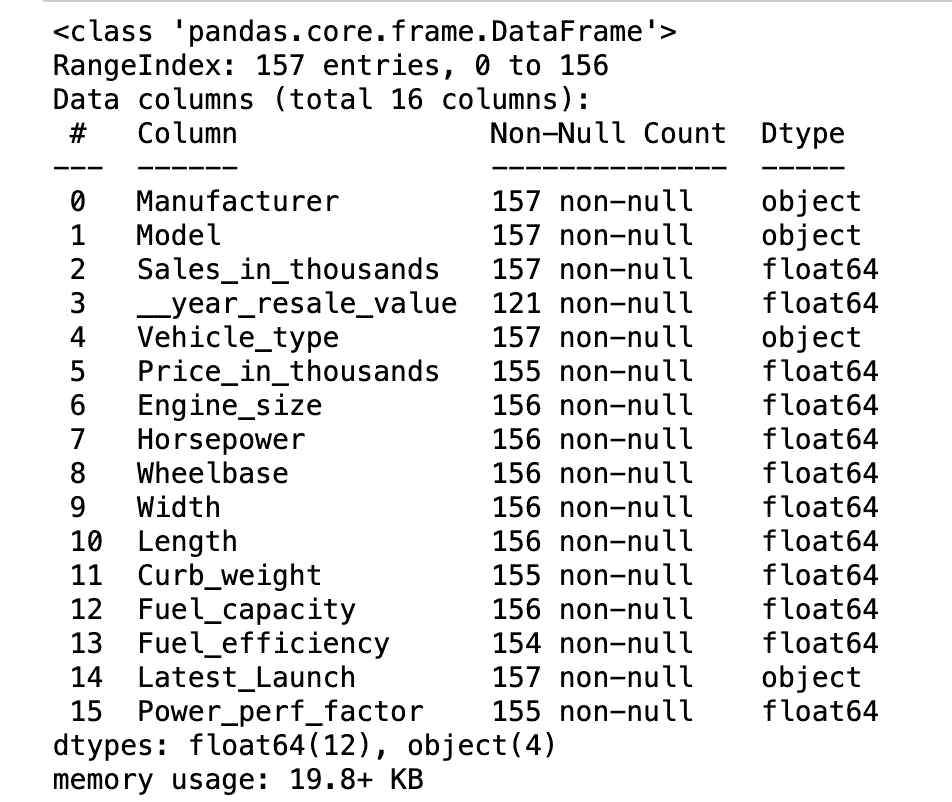 <class 'pandas.core.frame.DataFrame'>
RangeIndex: 157 entries, 0 to 156
Data columns (total 16 columns):
 #   Column               Non-Null Count  Dtype
---  ------               --------------  -----
 0   Manufacturer         157 non-null    object
 1   Model                157 non-null    object
 2   Sales_in_thousands   157 non-null    float64
 3   __year_resale_value  121 non-null    float64
 4   Vehicle_type         157 non-null    object
 5   Price_in_thousands   155 non-null    float64
 6   Engine_size          156 non-null    float64
 7   Horsepower           156 non-null    float64
 8   Wheelbase            156 non-null    float64
 9   Width                156 non-null    float64
 10  Length               156 non-null    float64
 11  Curb_weight          155 non-null    float64
 12  Fuel_capacity        156 non-null    float64
 13  Fuel_efficiency      154 non-null    float64
 14  Latest_Launch        157 non-null    object
 15  Power_perf_factor    155 non-null    float64
dtypes: float64(12), object(4)
memory usage: 19.8+ KB